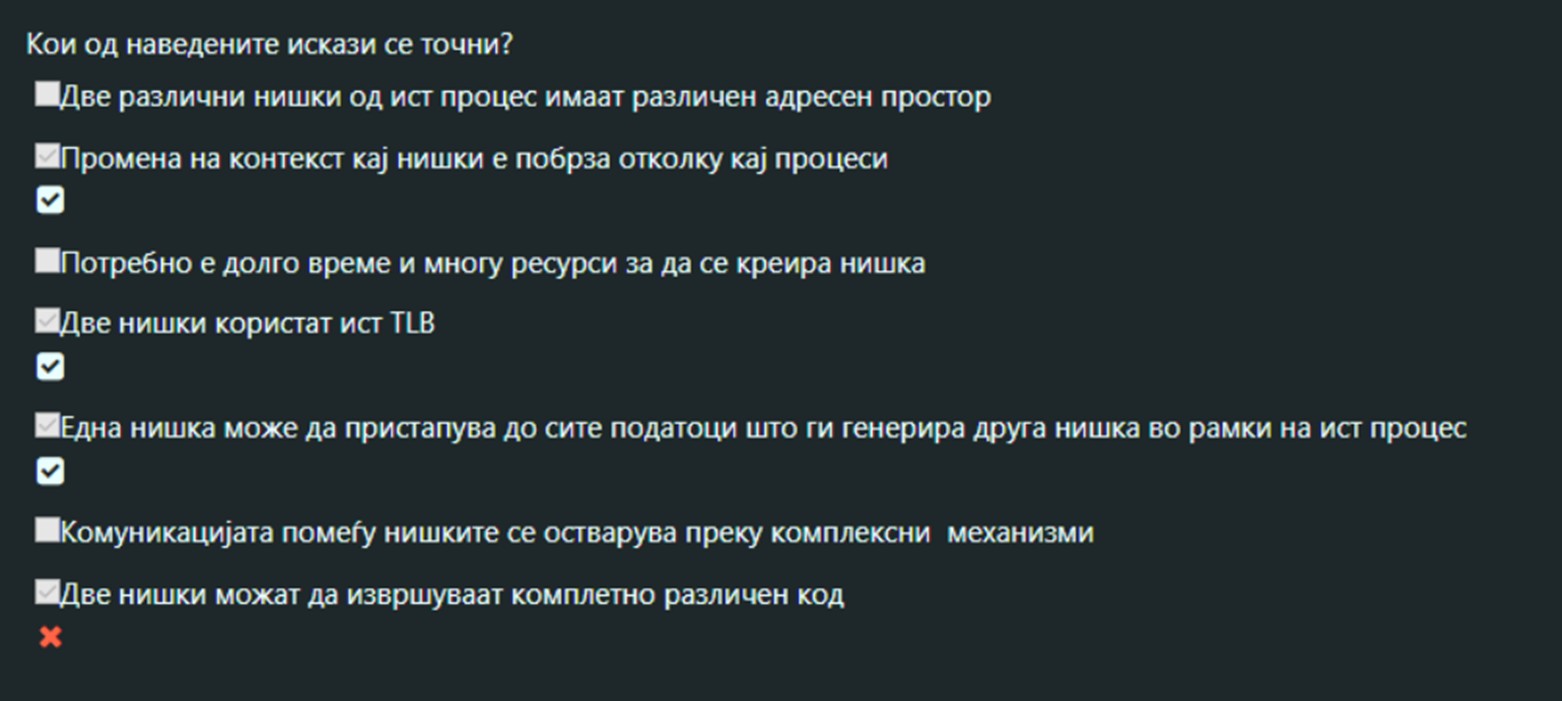 Кои од наведените искази се точни?
Две различни нишки од ист процес имаат различен адресен простор
Промена на контекст кај нишки е побрза отколку кај процеси
Потребно е долго време и многу ресурси за да се креира нишка
Две нишки користат ист TLB
Една нишка може да пристапува до сите податоци што ги генерира друга нишка во рамки на ист процес
Комуникацијата помеѓу нишките се остварува преку комплексни  механизми
Две нишки можат да извршуваат комплетно различен код